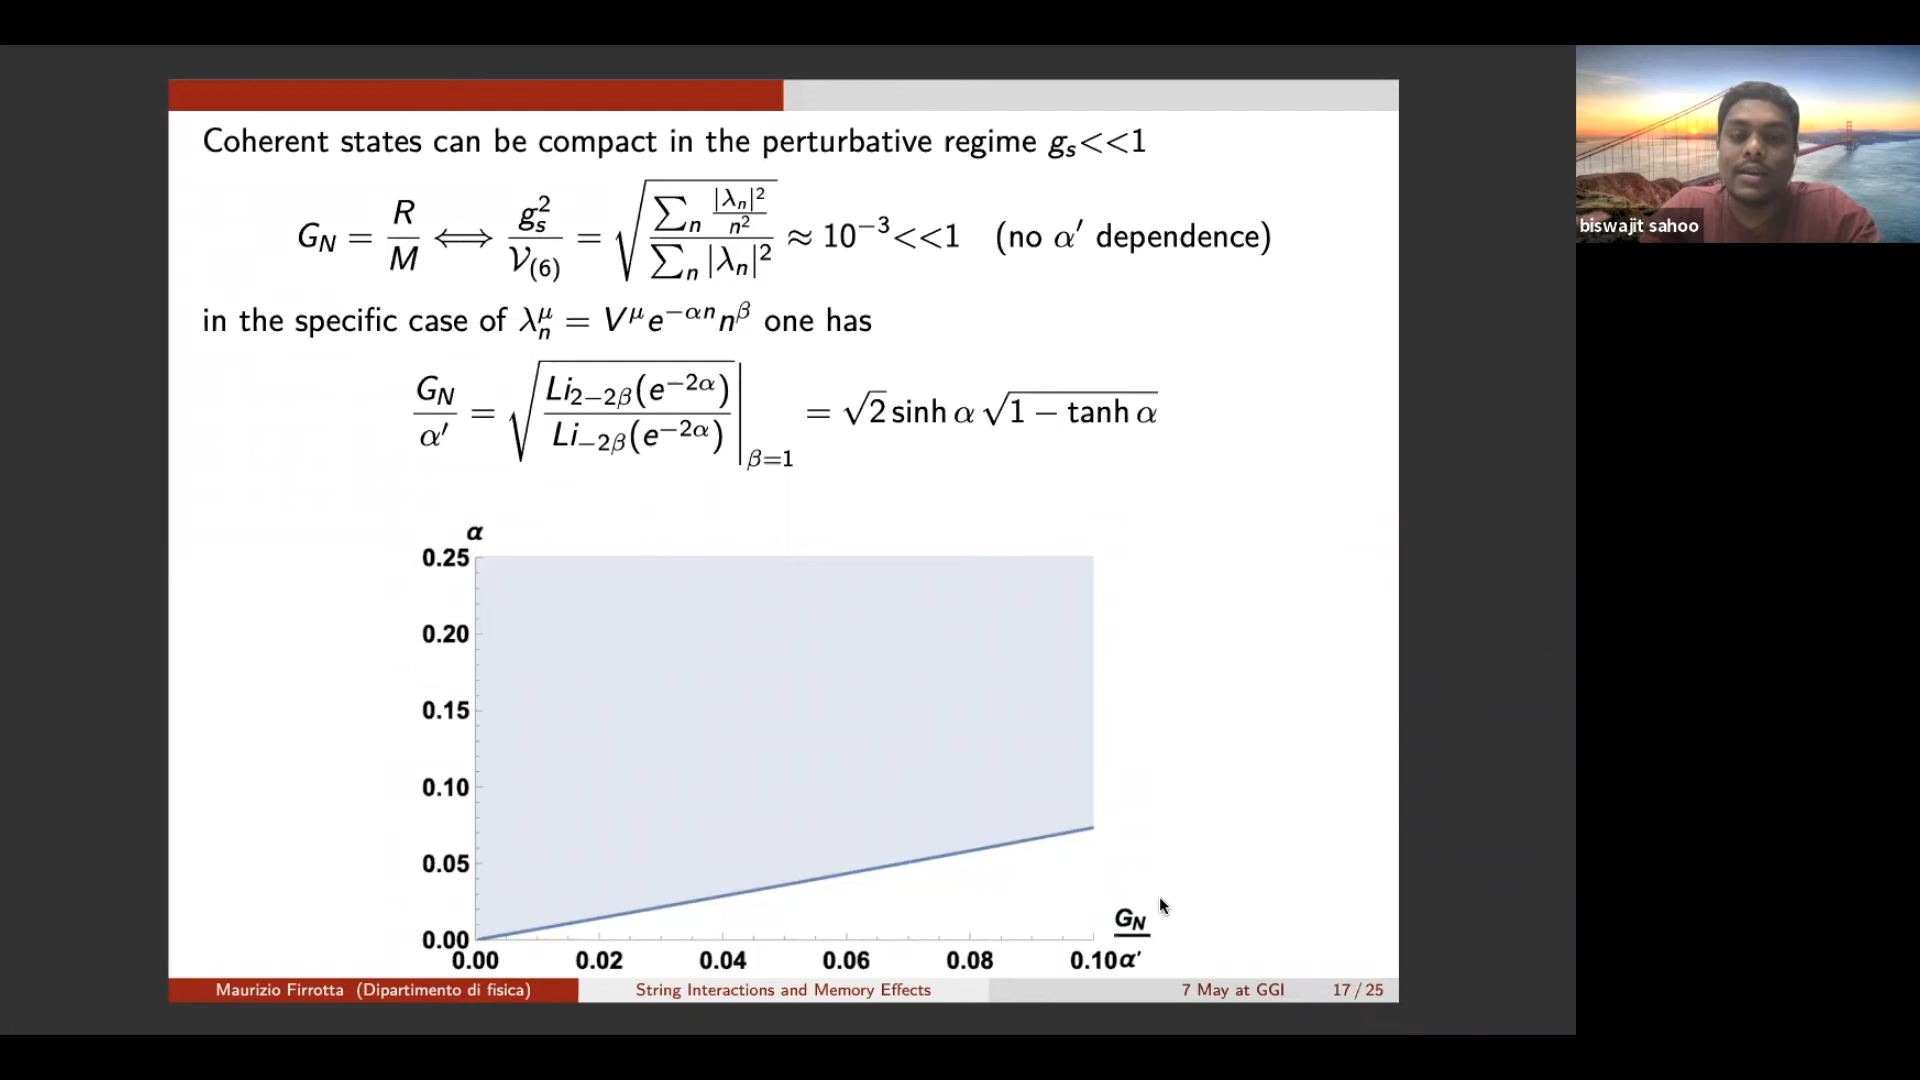 Coherent states can be compact in the perturbative regime g_s<<1
G_N = R/M ⟺ g_s^2/𝒱_(6) = √(∑_n |λ_n|^2/n^2 / ∑_n |λ_n|^2) ≈ 10^−3<<1 (no α′ dependence)
in the specific case of λ_n^μ = V^μ e^−αn n^β one has
G_N/α′ = √(Li_2−2β(e^−2α) / Li_−2β(e^−2α)) |_β=1 = √2 sinh α √(1 − tanh α)
α
0.25
0.20
0.15
0.10
0.05
0.00
0.00 0.02 0.04 0.06 0.08 0.10
G_N/α′
Maurizio Firrotta (Dipartimento di fisica) String Interactions and Memory Effects 7 May at GGI 17 / 25
biswajit sahoo